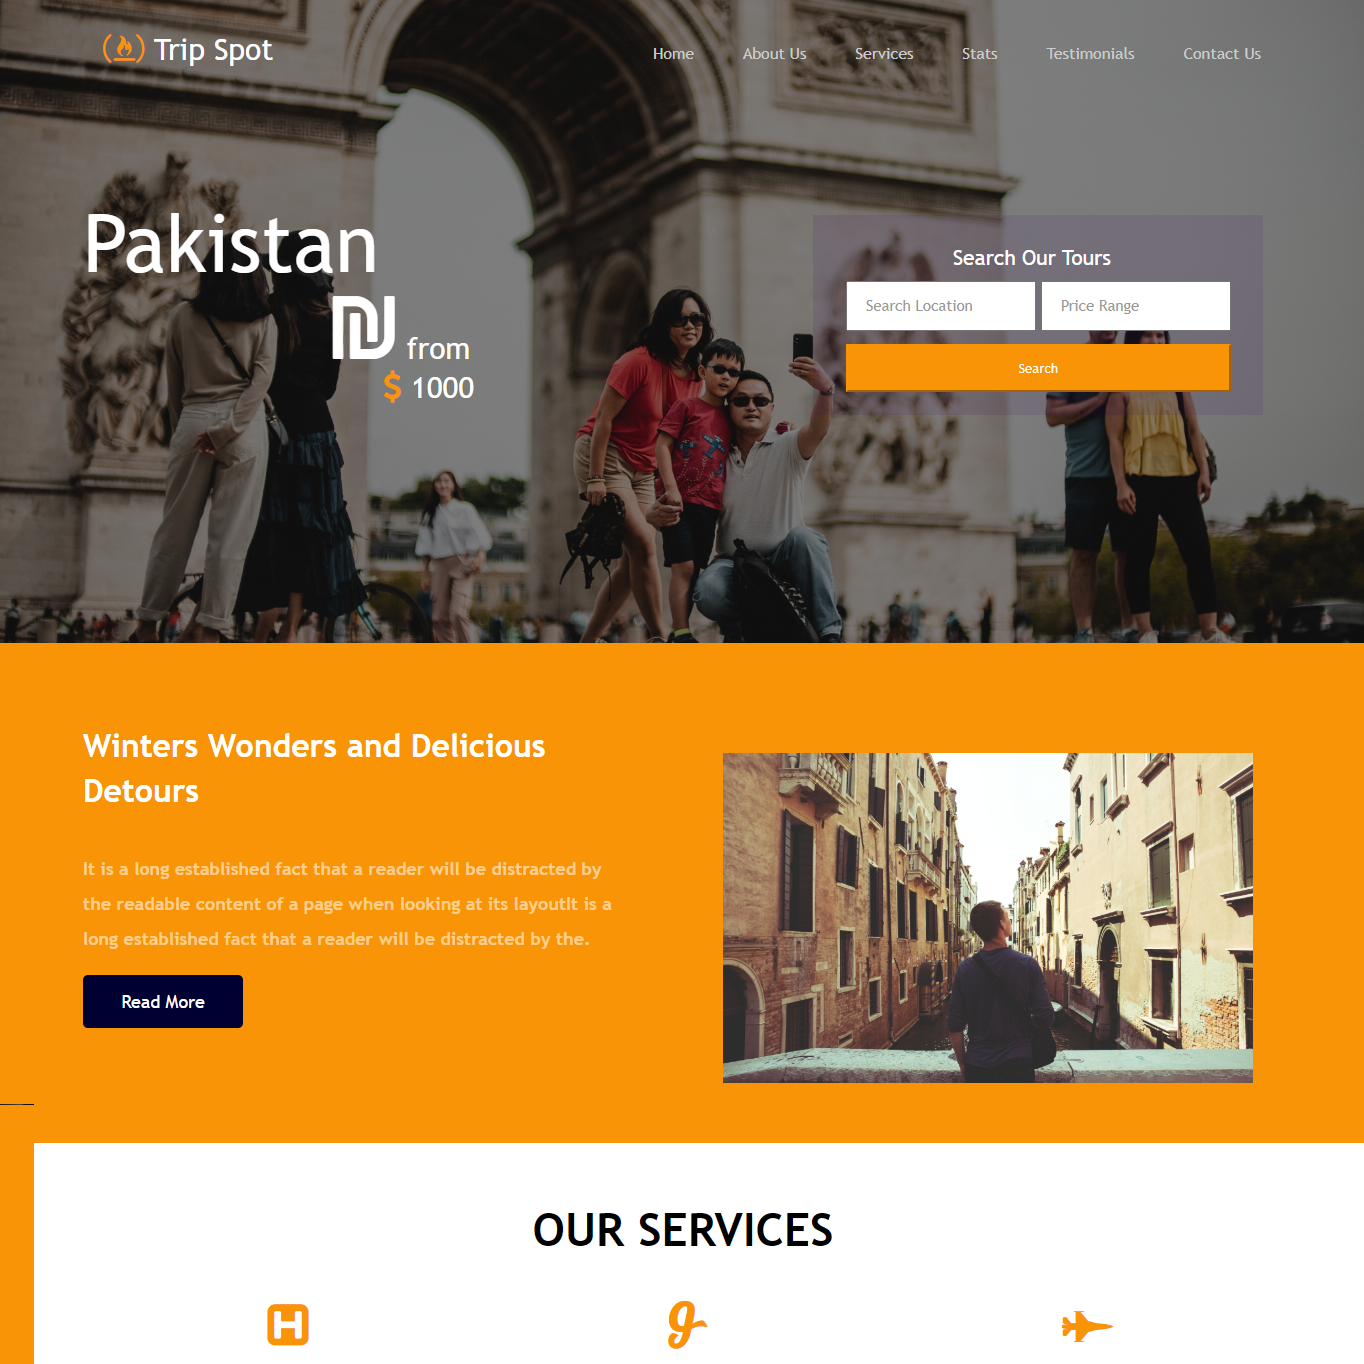 Trip Spot
Home About Us Services Stats Testimonials Contact Us
Pakistan
₪ from
$ 1000
Search Our Tours
Search Location Price Range
Search
Winters Wonders and Delicious
Detours
It is a long established fact that a reader will be distracted by
the readable content of a page when looking at its layoutIt is a
long established fact that a reader will be distracted by the.
Read More
OUR SERVICES
H